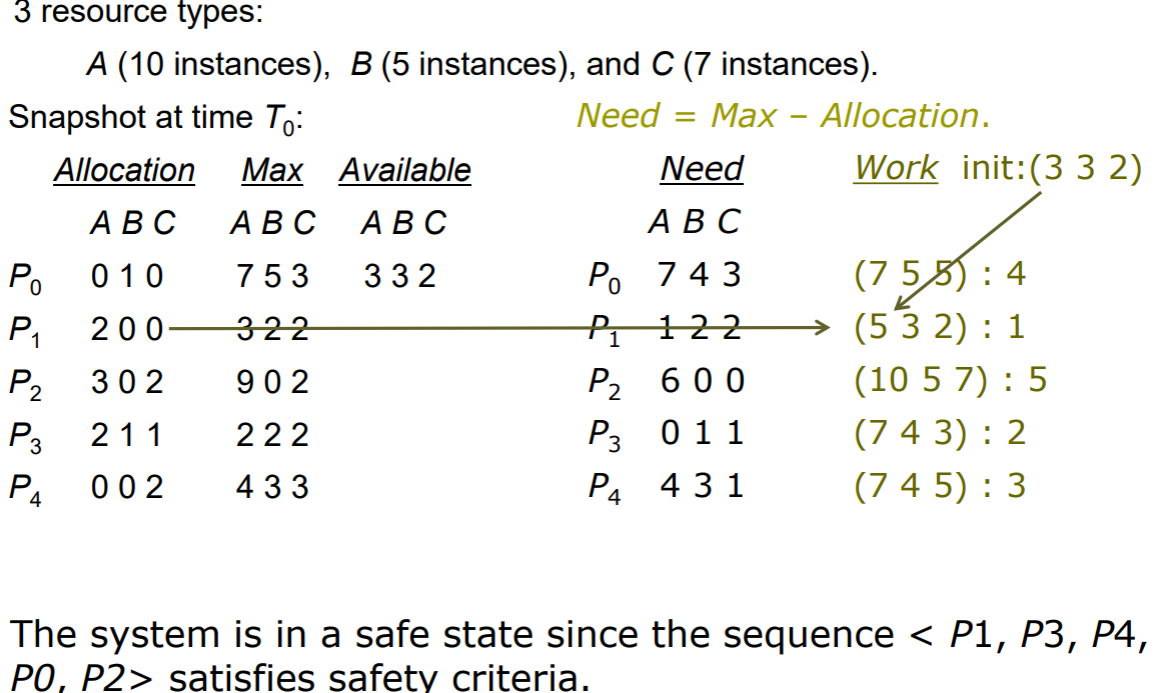 3 resource types:
A (10 instances), B (5 instances), and C (7 instances).
Snapshot at time T0: Need = Max – Allocation.
Allocation Max Available Need Work init:(3 3 2)
A B C A B C A B C A B C
P0 0 1 0 7 5 3 3 3 2 P0 7 4 3 (7 5 5) : 4
P1 2 0 0 3 2 2 P1 1 2 2 (5 3 2) : 1
P2 3 0 2 9 0 2 P2 6 0 0 (10 5 7) : 5
P3 2 1 1 2 2 2 P3 0 1 1 (7 4 3) : 2
P4 0 0 2 4 3 3 P4 4 3 1 (7 4 5) : 3
The system is in a safe state since the sequence < P1, P3, P4,
P0, P2> satisfies safety criteria.